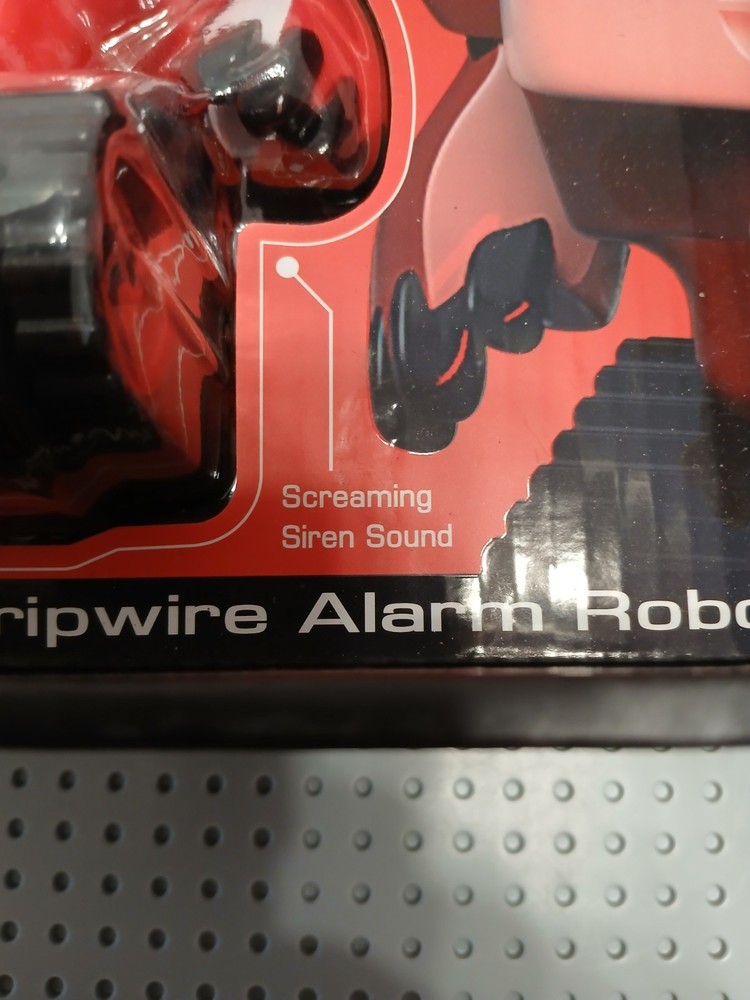 Screaming
Siren Sound
ripwire Alarm Robo